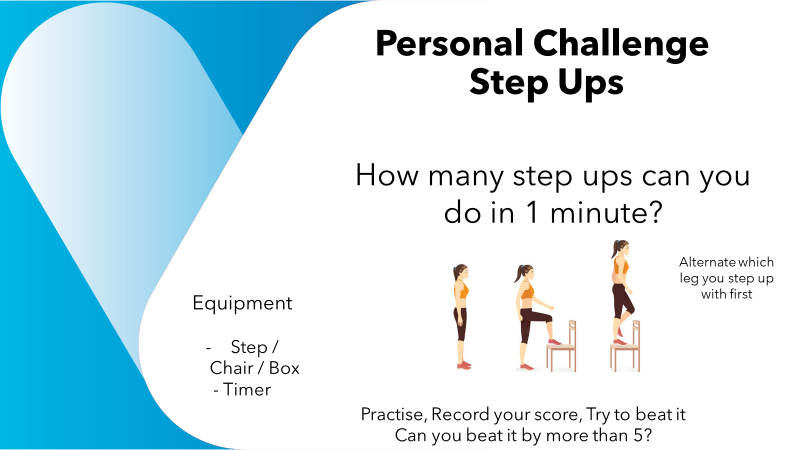 Personal Challenge
Step Ups
How many step ups can you
do in 1 minute?
Alternate which
leg you step up
with first
Equipment
- Step /
Chair / Box
- Timer
Practise, Record your score, Try to beat it
Can you beat it by more than 5?